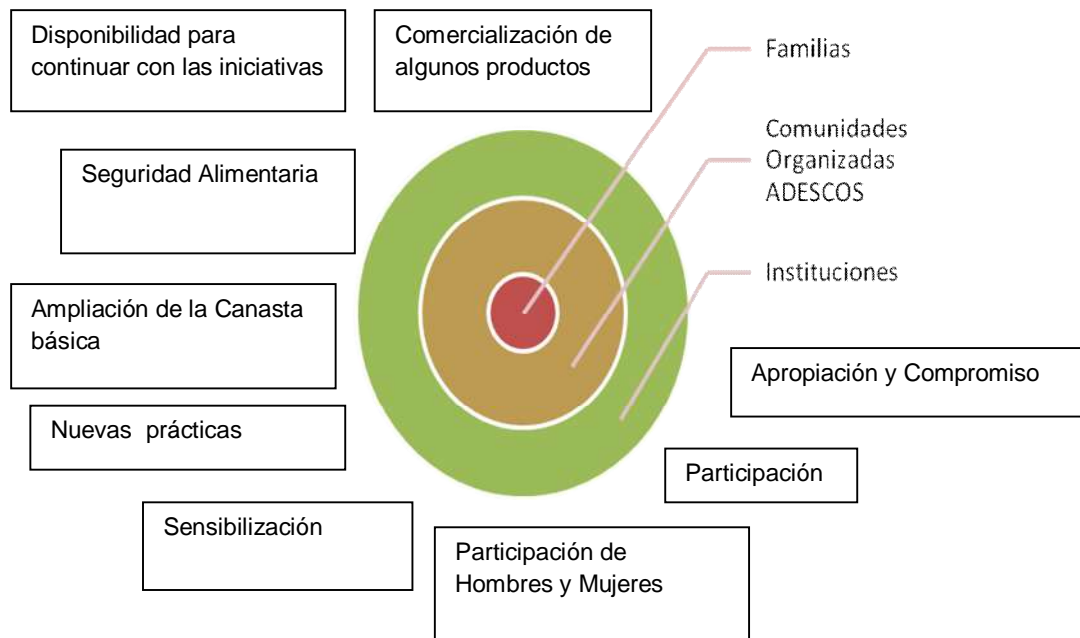 Disponibilidad para
continuar con las iniciativas
Comercialización de
algunos productos
Familias
Comunidades
Organizadas
ADESCOS
Seguridad Alimentaria
Instituciones
Ampliación de la Canasta
básica
Apropiación y Compromiso
Nuevas prácticas
Participación
Sensibilización
Participación de
Hombres y Mujeres